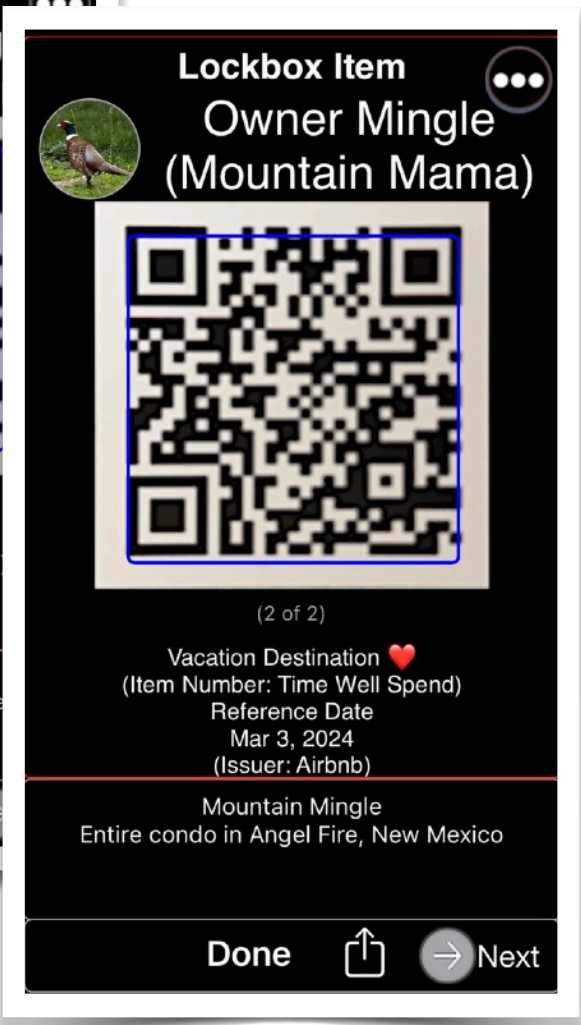 Lockbox Item
Owner Mingle
(Mountain Mama)
(2 of 2)
Vacation Destination ❤️
(Item Number: Time Well Spend)
Reference Date
Mar 3, 2024
(Issuer: Airbnb)
Mountain Mingle
Entire condo in Angel Fire, New Mexico
Done
Next